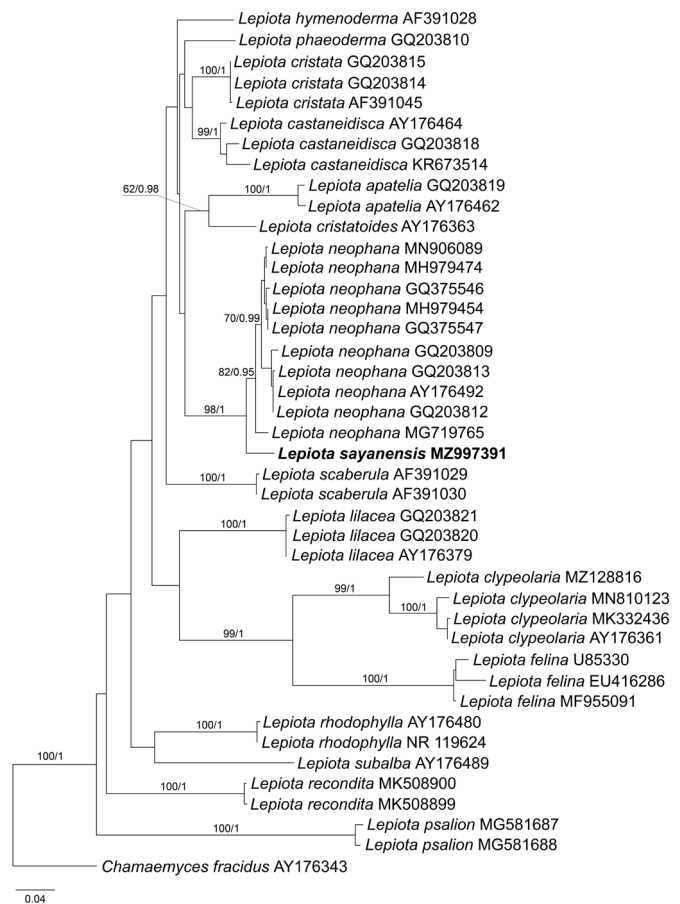 Lepiota hymenoderma AF391028
Lepiota phaeoderma GQ203810
Lepiota cristata GQ203815
100/1
Lepiota cristata GQ203814
Lepiota cristata AF391045
Lepiota castaneidisca AY176464
99/1
Lepiota castaneidisca GQ203818
Lepiota castaneidisca KR673514
Lepiota apatelia GQ203819
62/0.98
100/1
Lepiota apatelia AY176462
Lepiota cristatoides AY176363
Lepiota neophana MN906089
Lepiota neophana MH979474
Lepiota neophana GQ375546
Lepiota neophana MH979454
70/0.99
Lepiota neophana GQ375547
Lepiota neophana GQ203809
82/0.95
Lepiota neophana GQ203813
Lepiota neophana AY176492
98/1
Lepiota neophana GQ203812
Lepiota neophana MG719765
Lepiota sayanensis MZ997391
Lepiota scaberula AF391029
100/1
Lepiota scaberula AF391030
Lepiota lilacea GQ203821
100/1
Lepiota lilacea GQ203820
Lepiota lilacea AY176379
Lepiota clypeolaria MZ128816
99/1
Lepiota clypeolaria MN810123
100/1
Lepiota clypeolaria MK332436
99/1
Lepiota clypeolaria AY176361
Lepiota felina U85330
100/1
Lepiota felina EU416286
Lepiota felina MF955091
Lepiota rhodophylla AY176480
100/1
Lepiota rhodophylla NR 119624
Lepiota subalba AY176489
100/1
Lepiota recondita MK508900
100/1
Lepiota recondita MK508899
Lepiota psalion MG581687
100/1
Lepiota psalion MG581688
Chamaemyces fracidus AY176343
0.04